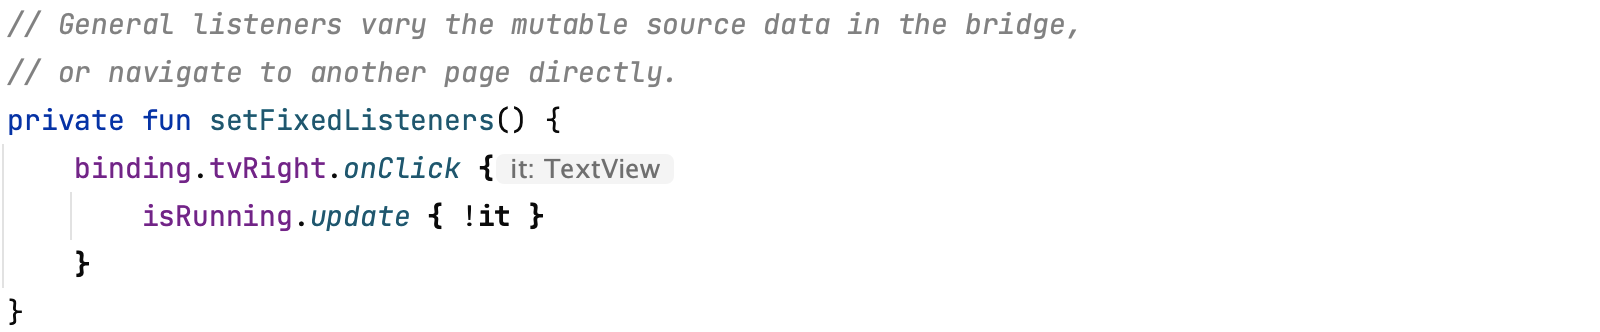 // General listeners vary the mutable source data in the bridge,
// or navigate to another page directly.
private fun setFixedListeners() {
    binding.tvRight.onClick { it: TextView
        isRunning.update { !it }
    }
}